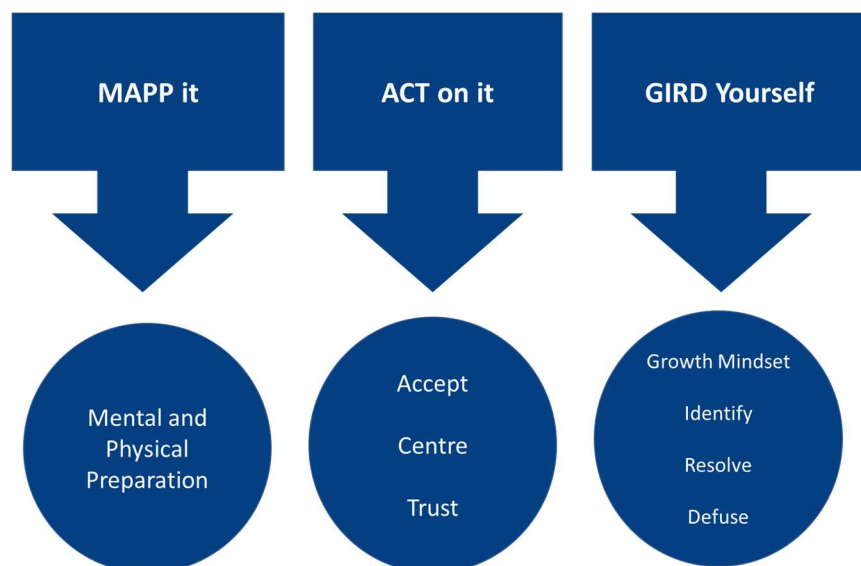 MAPP it
ACT on it
GIRD Yourself
Mental and
Physical
Preparation
Accept
Centre
Trust
Growth Mindset
Identify
Resolve
Defuse